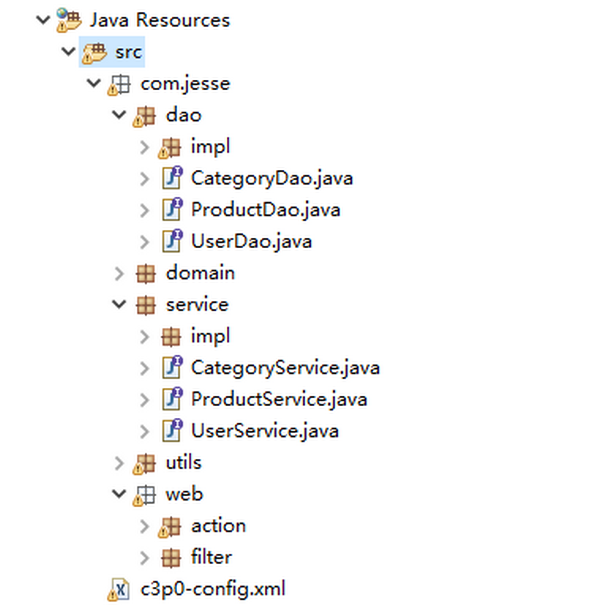 Java Resources
src
com.jesse
dao
impl
CategoryDao.java
ProductDao.java
UserDao.java
domain
service
impl
CategoryService.java
ProductService.java
UserService.java
utils
web
action
filter
c3p0-config.xml